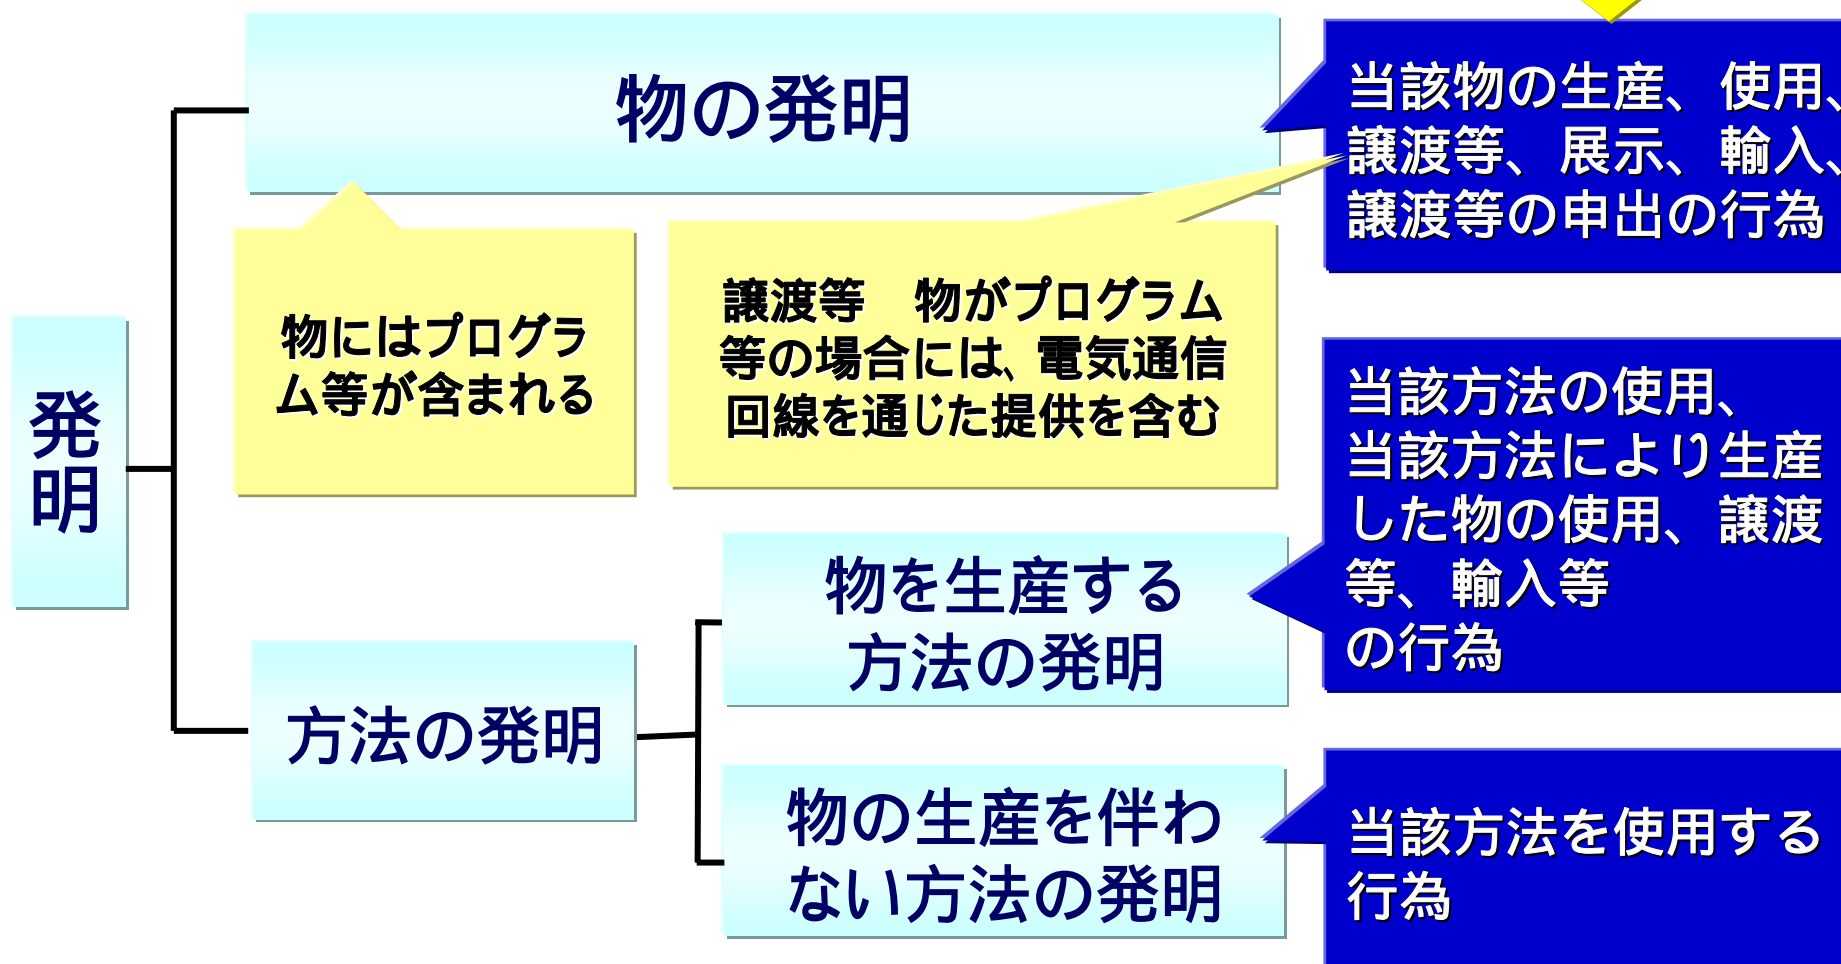 物の発明
当該物の生産、使用、
譲渡等、展示、輸入、
譲渡等の申出の行為
物にはプログラ
ム等が含まれる
譲渡等　物がプログラム
等の場合には、電気通信
回線を通じた提供を含む
発
明
当該方法の使用、
当該方法により生産
した物の使用、譲渡
等、輸入等
の行為
物を生産する
方法の発明
方法の発明
物の生産を伴わ
ない方法の発明
当該方法を使用する
行為